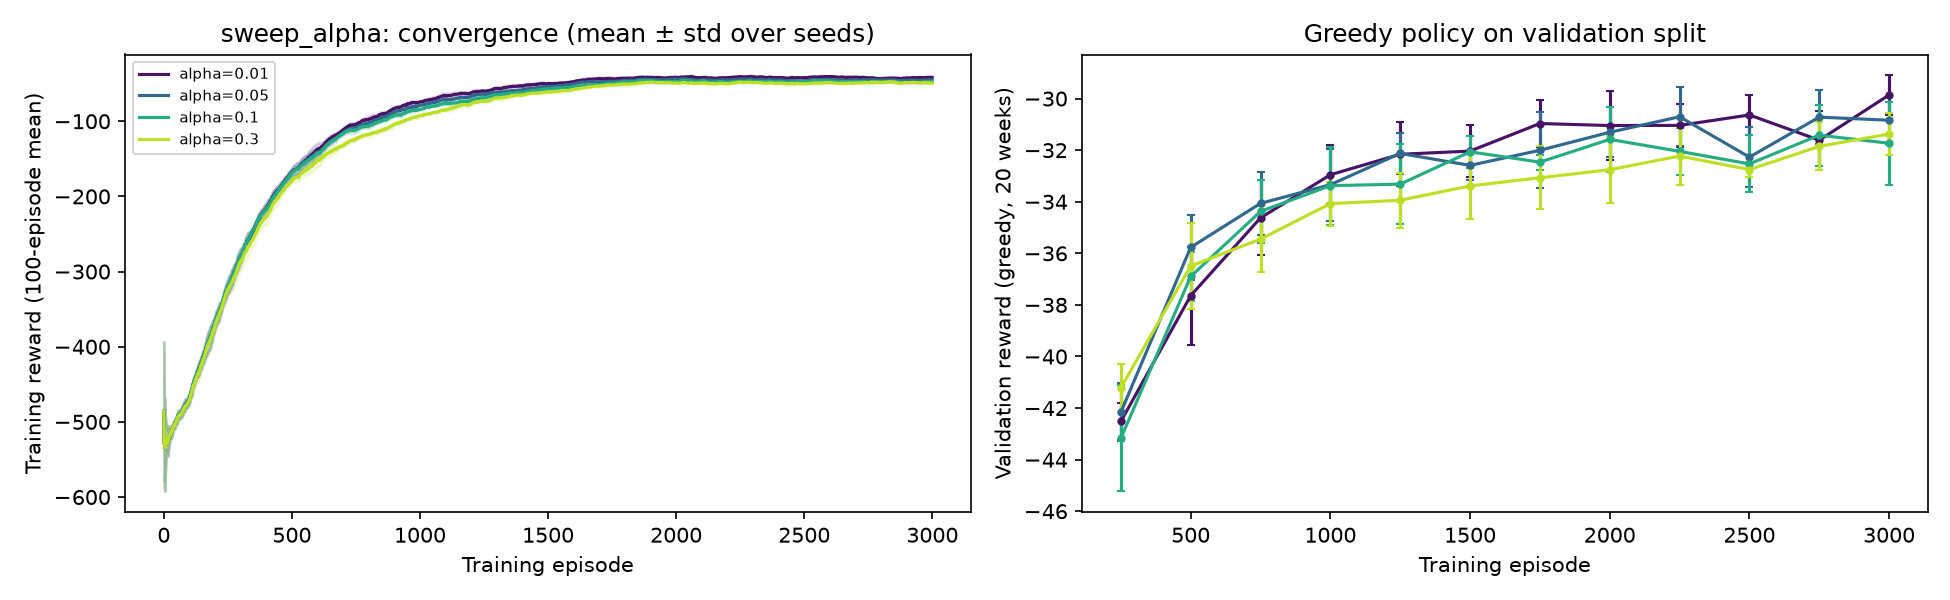 sweep_alpha: convergence (mean ± std over seeds)
alpha=0.01
alpha=0.05
alpha=0.1
alpha=0.3
Training reward (100-episode mean)
−100
−200
−300
−400
−500
−600
0
500
1000
1500
2000
2500
3000
Training episode
Greedy policy on validation split
Validation reward (greedy, 20 weeks)
−30
−32
−34
−36
−38
−40
−42
−44
−46
500
1000
1500
2000
2500
3000
Training episode